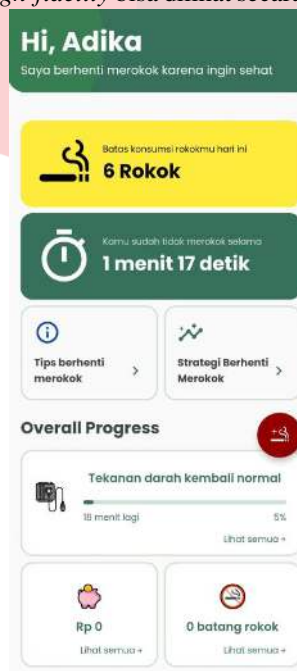 Hi, Adika
Saya berhenti merokok karena ingin sehat
Batas konsumsi rokokmu hari ini
6 Rokok
Kamu sudah tidak merokok selama
1 menit 17 detik
Tips berhenti
merokok
Strategi Berhenti
Merokok
Overall Progress
Tekanan darah kembali normal
18 menit lagi
5%
Lihat semua
Rp 0
Lihat semua
0 batang rokok
Lihat semua